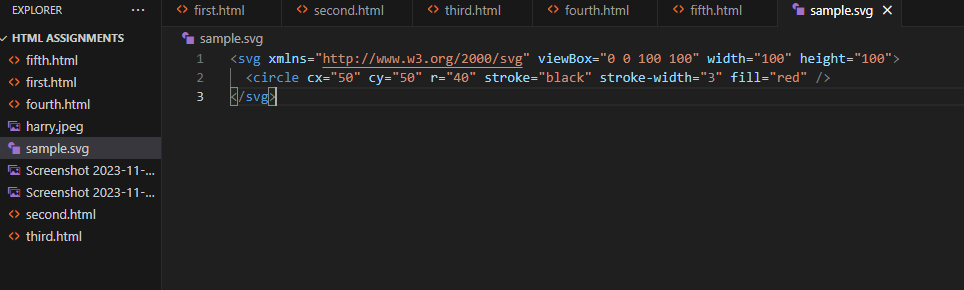 EXPLORER ...
HTML ASSIGNMENTS
fifth.html
first.html
fourth.html
harry.jpeg
sample.svg
Screenshot 2023-11-...
Screenshot 2023-11-...
second.html
third.html
first.html second.html third.html fourth.html fifth.html sample.svg
sample.svg
1 <svg xmlns="http://www.w3.org/2000/svg" viewBox="0 0 100 100" width="100" height="100">
2 <circle cx="50" cy="50" r="40" stroke="black" stroke-width="3" fill="red" />
3 </svg>